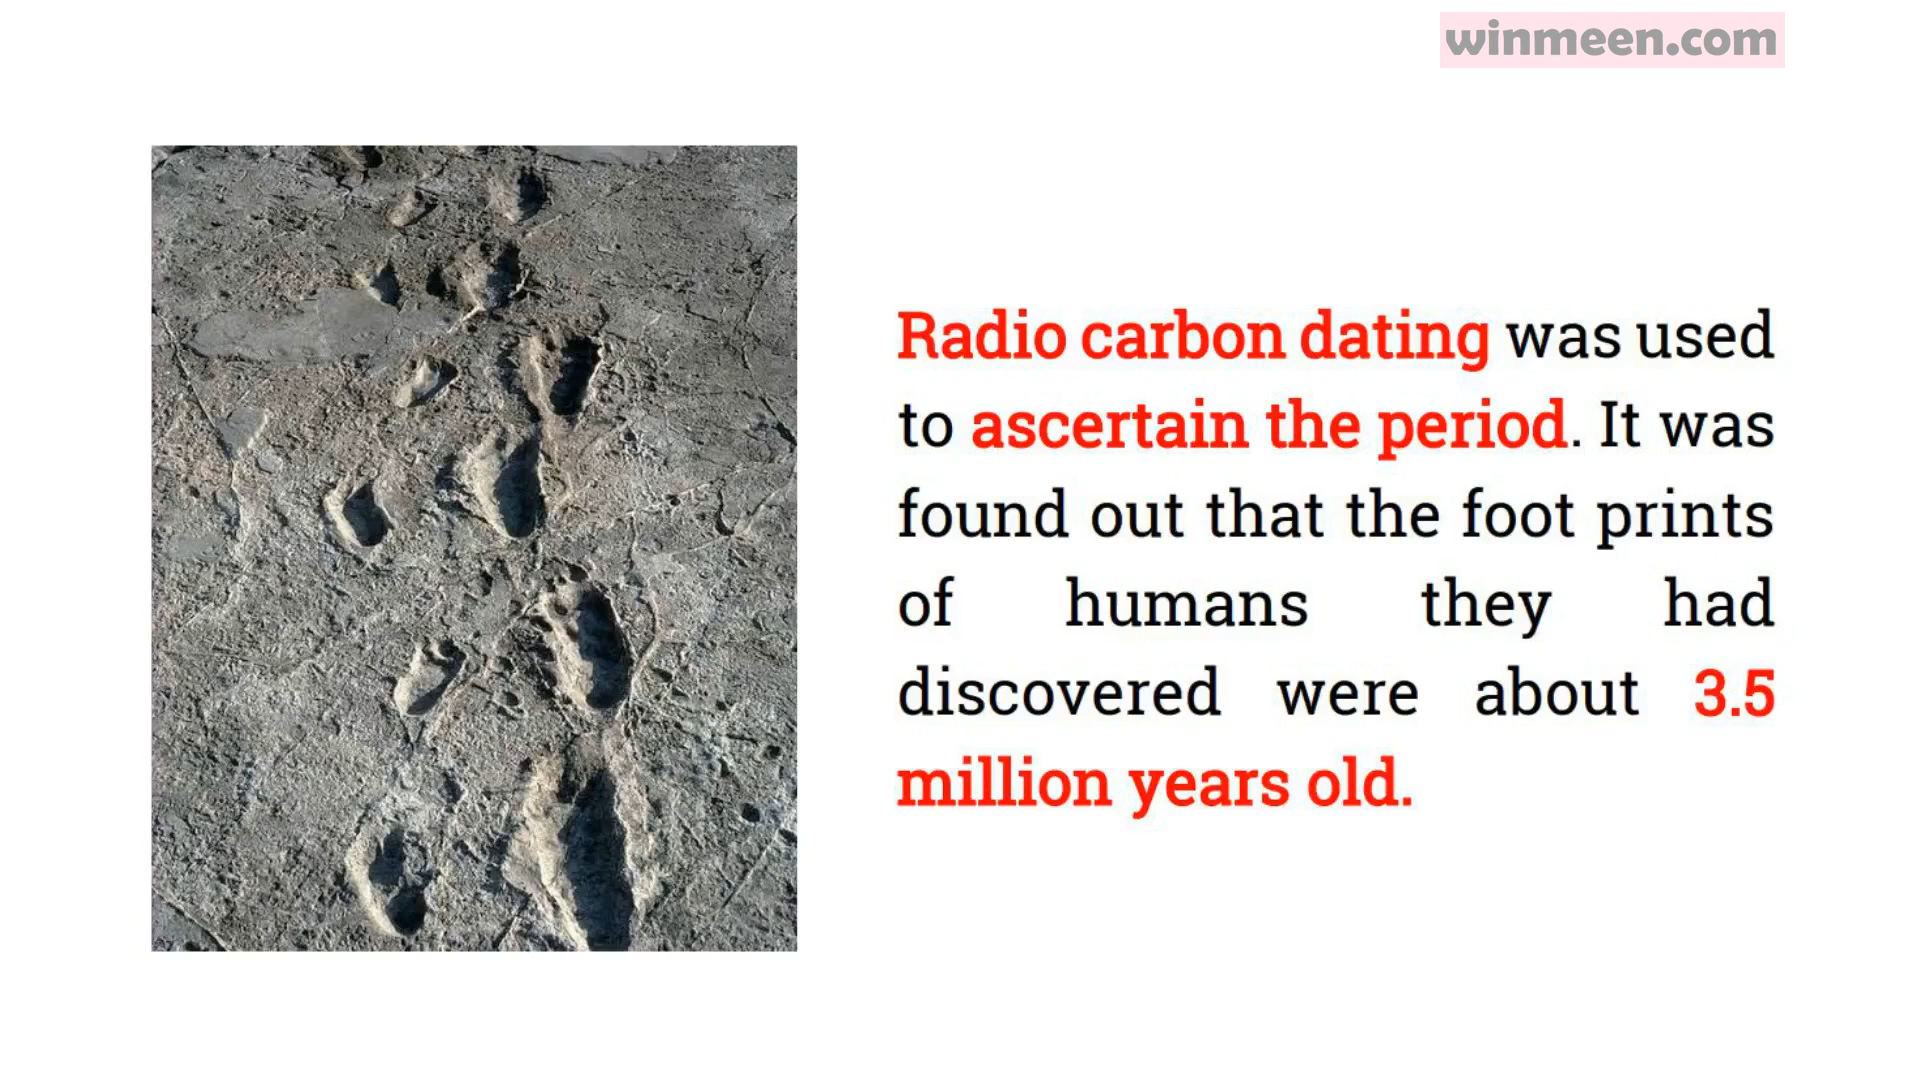 winmeen.com
Radio carbon dating was used
to ascertain the period. It was
found out that the foot prints
of humans they had
discovered were about 3.5
million years old.